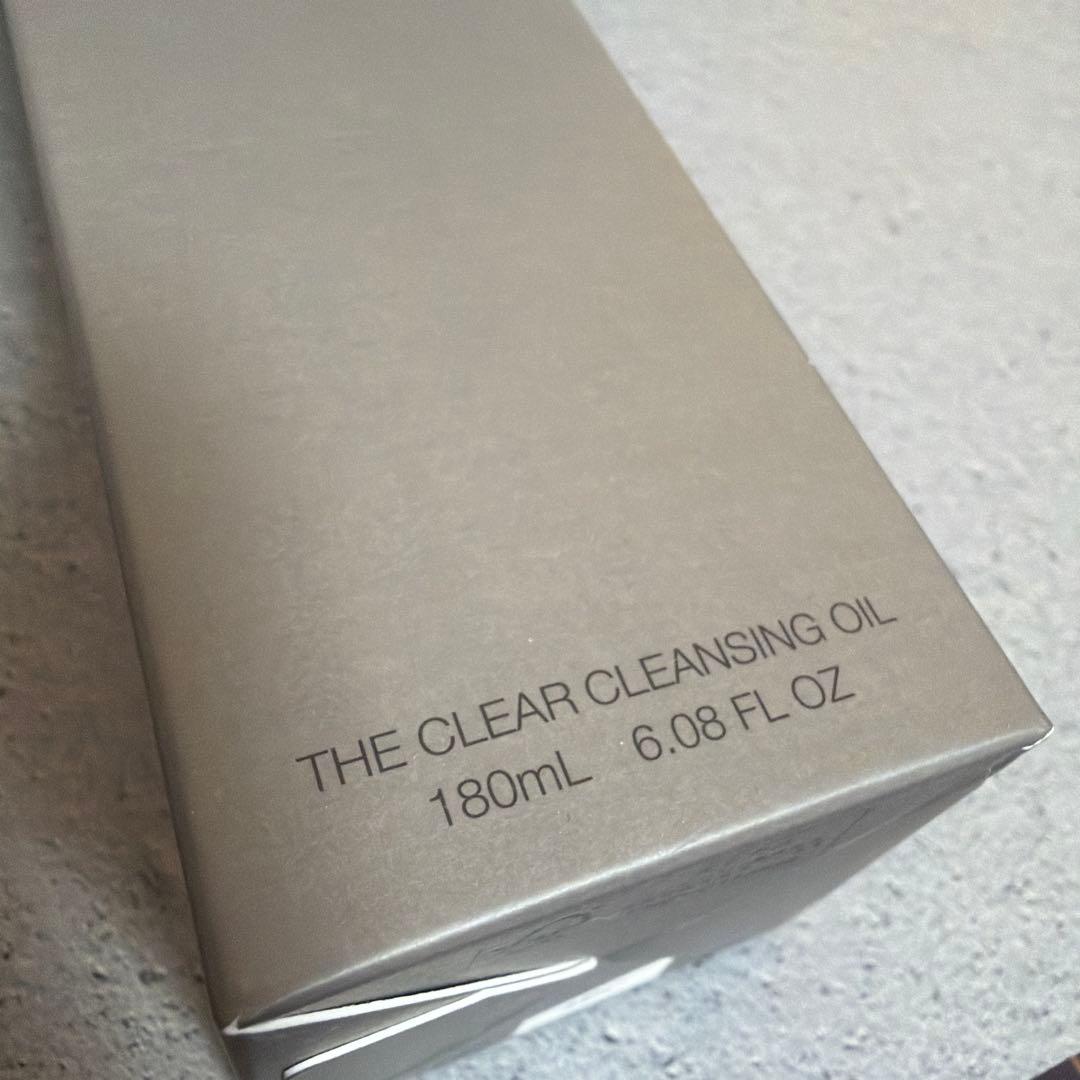 THE CLEAR CLEANSING OIL
180mL 6.08 FL OZ